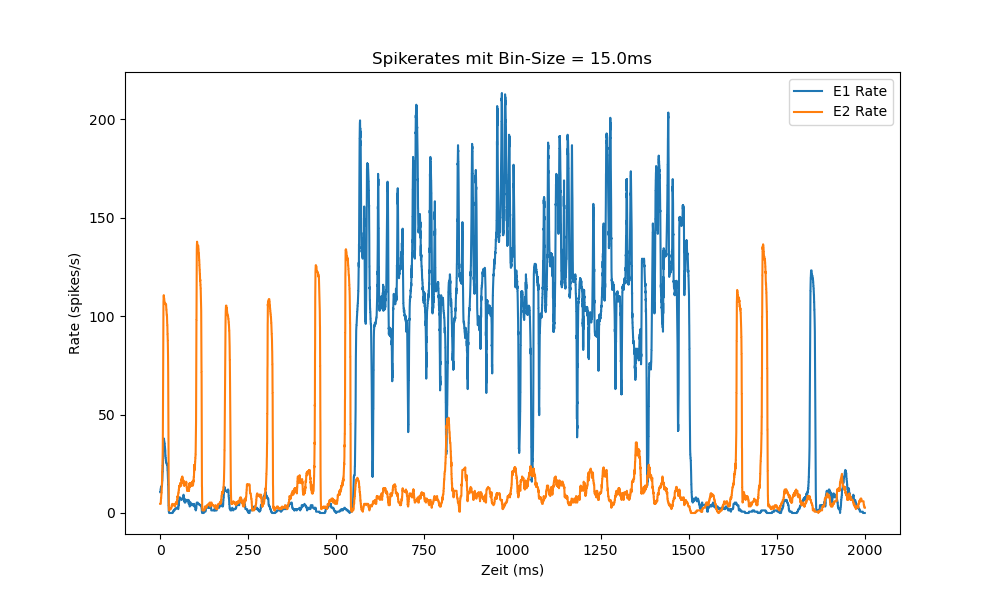 Spikerates mit Bin-Size = 15.0ms
E1 Rate
E2 Rate
200
150
100
50
0
Rate (spikes/s)
0 250 500 750 1000 1250 1500 1750 2000
Zeit (ms)